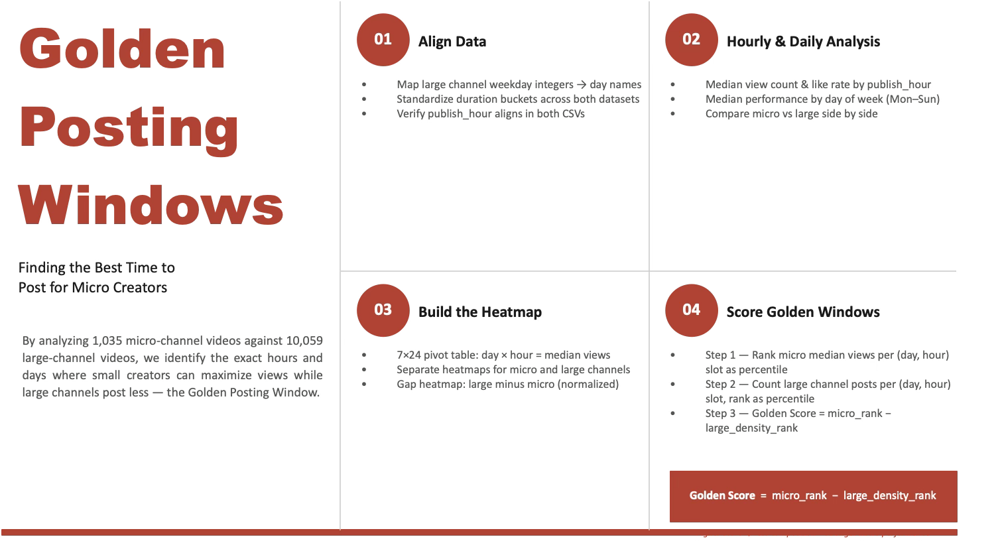 Golden
Posting
Windows
Finding the Best Time to
Post for Micro Creators
By analyzing 1,035 micro-channel videos against 10,059
large-channel videos, we identify the exact hours and
days where small creators can maximize views while
large channels post less — the Golden Posting Window.
01
Align Data
• Map large channel weekday integers → day names
• Standardize duration buckets across both datasets
• Verify publish_hour aligns in both CSVs
02
Hourly & Daily Analysis
• Median view count & like rate by publish_hour
• Median performance by day of week (Mon–Sun)
• Compare micro vs large side by side
03
Build the Heatmap
• 7×24 pivot table: day × hour = median views
• Separate heatmaps for micro and large channels
• Gap heatmap: large minus micro (normalized)
04
Score Golden Windows
• Step 1 — Rank micro median views per (day, hour)
slot as percentile
• Step 2 — Count large channel posts per (day, hour)
slot, rank as percentile
• Step 3 — Golden Score = micro_rank −
large_density_rank
Golden Score = micro_rank − large_density_rank